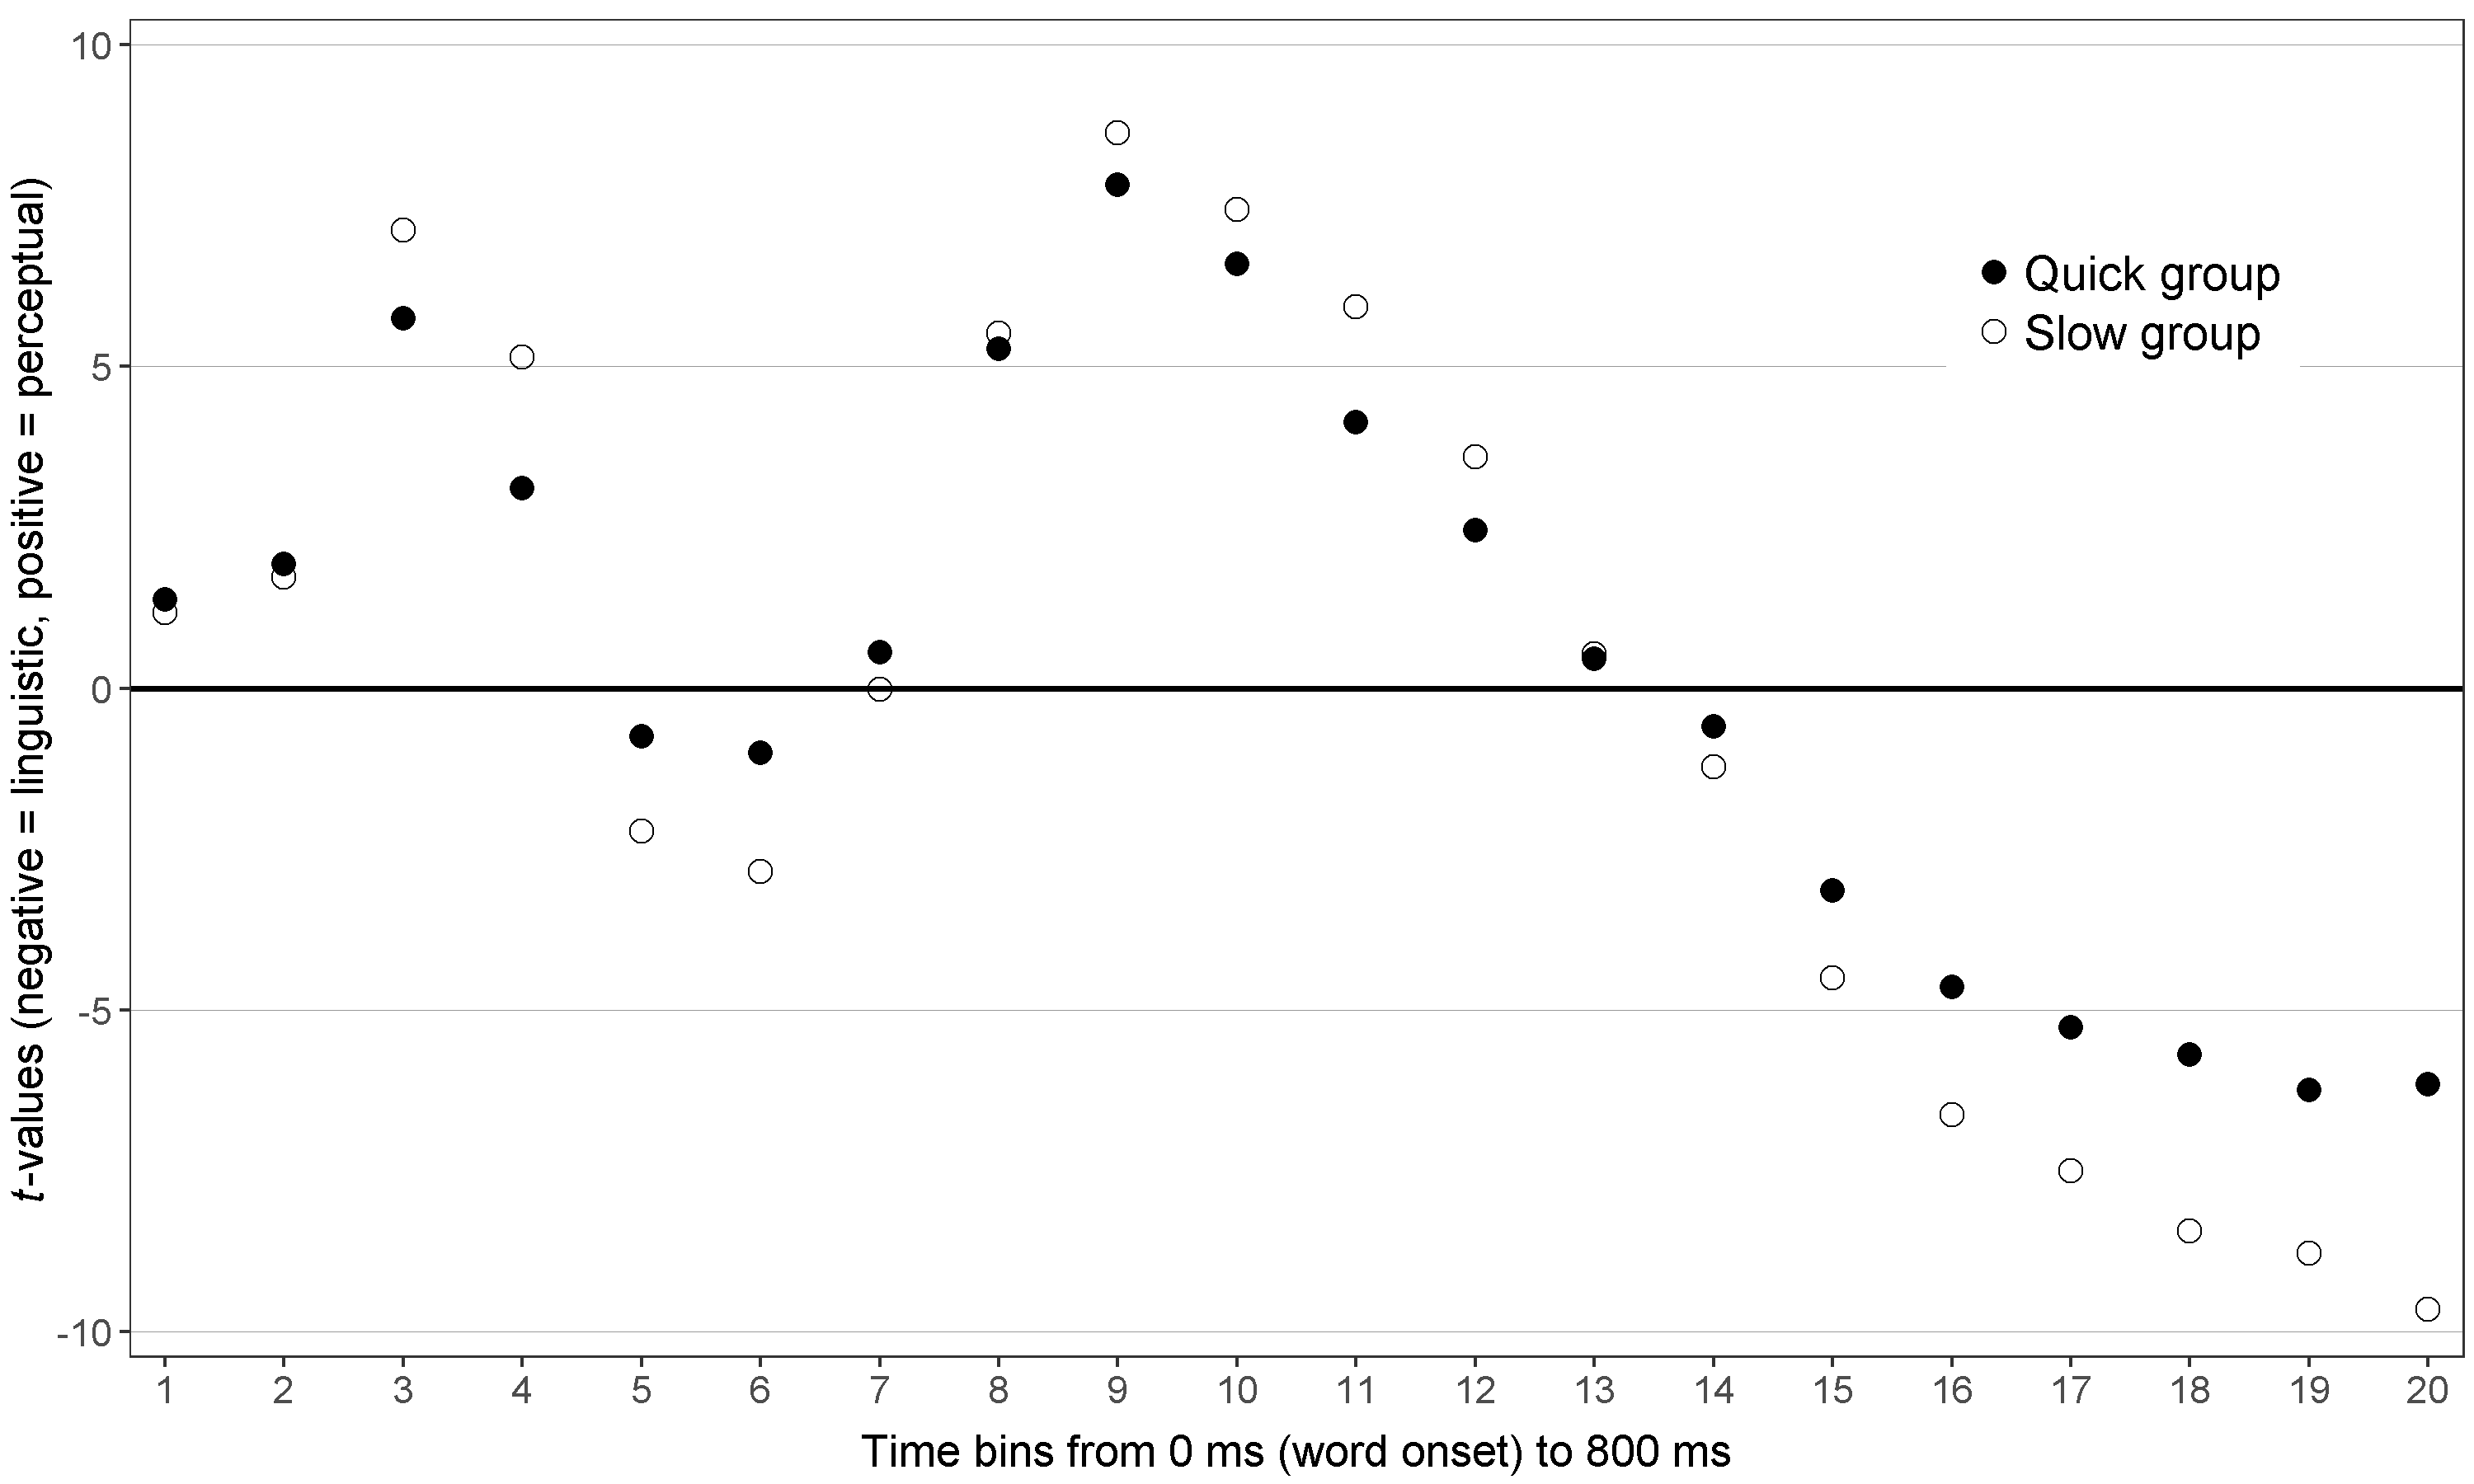 t-values (negative = linguistic, positive = perceptual)
10
5
0
-5
-10
Quick group
Slow group
1 2 3 4 5 6 7 8 9 10 11 12 13 14 15 16 17 18 19 20
Time bins from 0 ms (word onset) to 800 ms